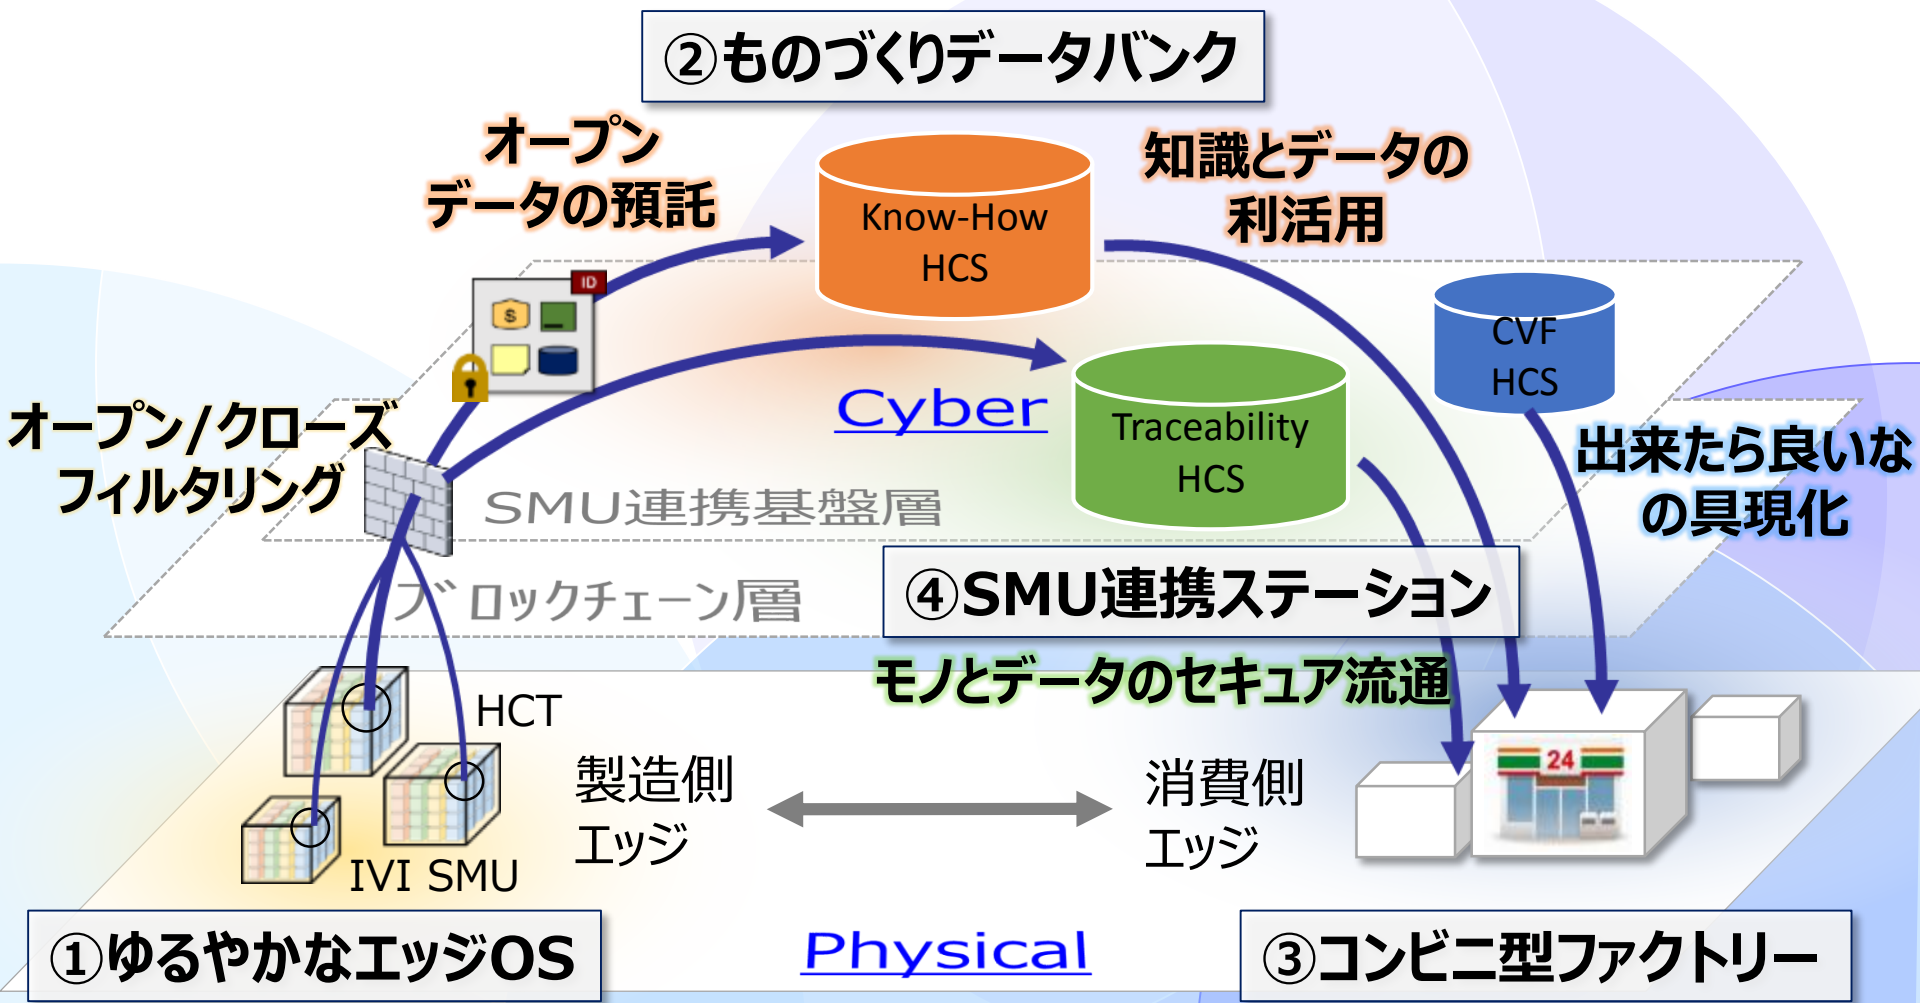 ②ものづくりデータバンク
オープン
データの預託
Know-How
HCS
知識とデータの
利活用
ID
$
CVF
HCS
Cyber
Traceability
HCS
オープン/クローズ
フィルタリング
出来たら良いな
の具現化
SMU連携基盤層
ブロックチェーン層
④SMU連携ステーション
モノとデータのセキュア流通
HCT
製造側
エッジ
消費側
エッジ
24
IVI SMU
①ゆるやかなエッジOS
Physical
③コンビニ型ファクトリー